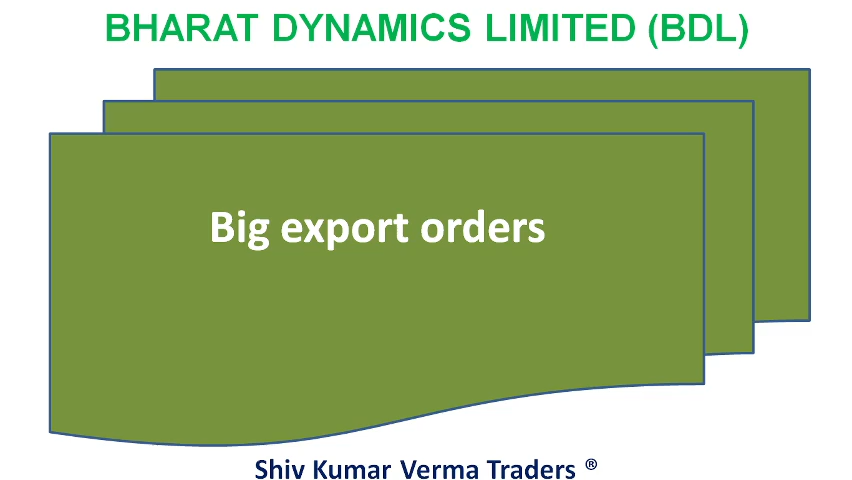 BHARAT DYNAMICS LIMITED (BDL)
Big export orders
Shiv Kumar Verma Traders ®